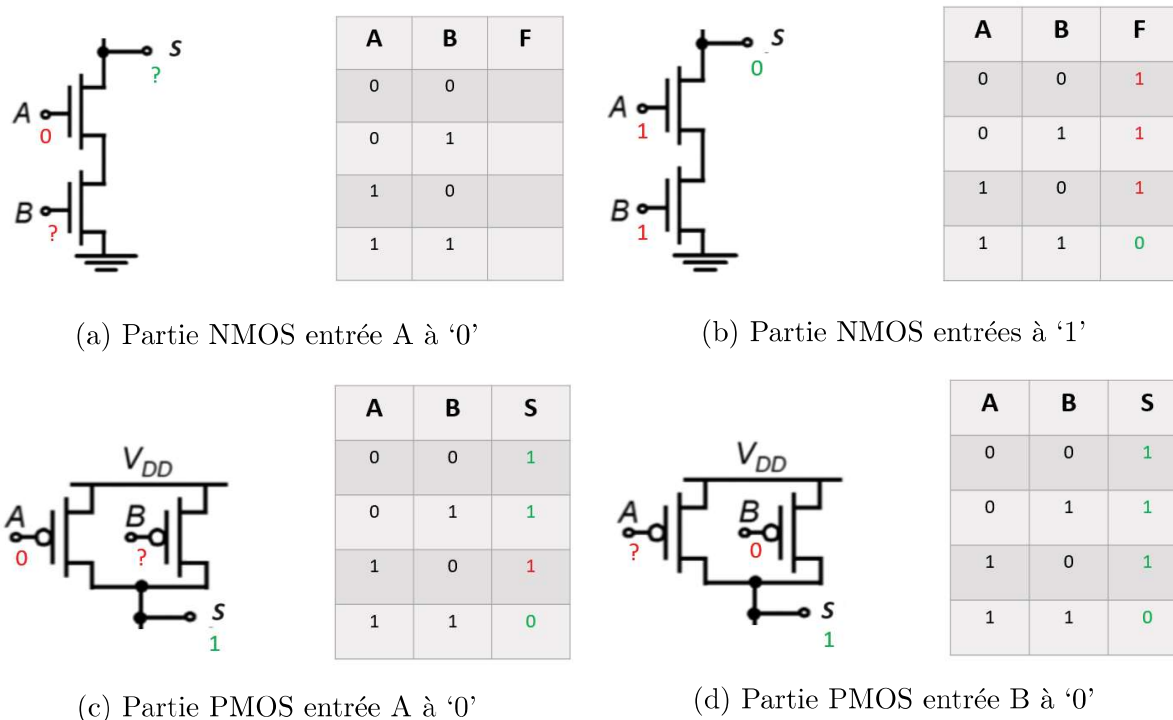 S
?
A
0
B
?
A B F
0 0
0 1
1 0
1 1
(a) Partie NMOS entrée A à ‘0’
S
0
A
1
B
1
A B F
0 0 1
0 1 1
1 0 1
1 1 0
(b) Partie NMOS entrées à ‘1’
VDD
A B
0 ?
S
1
A B S
0 0 1
0 1 1
1 0 1
1 1 0
(c) Partie PMOS entrée A à ‘0’
VDD
A B
? 0
S
1
A B S
0 0 1
0 1 1
1 0 1
1 1 0
(d) Partie PMOS entrée B à ‘0’